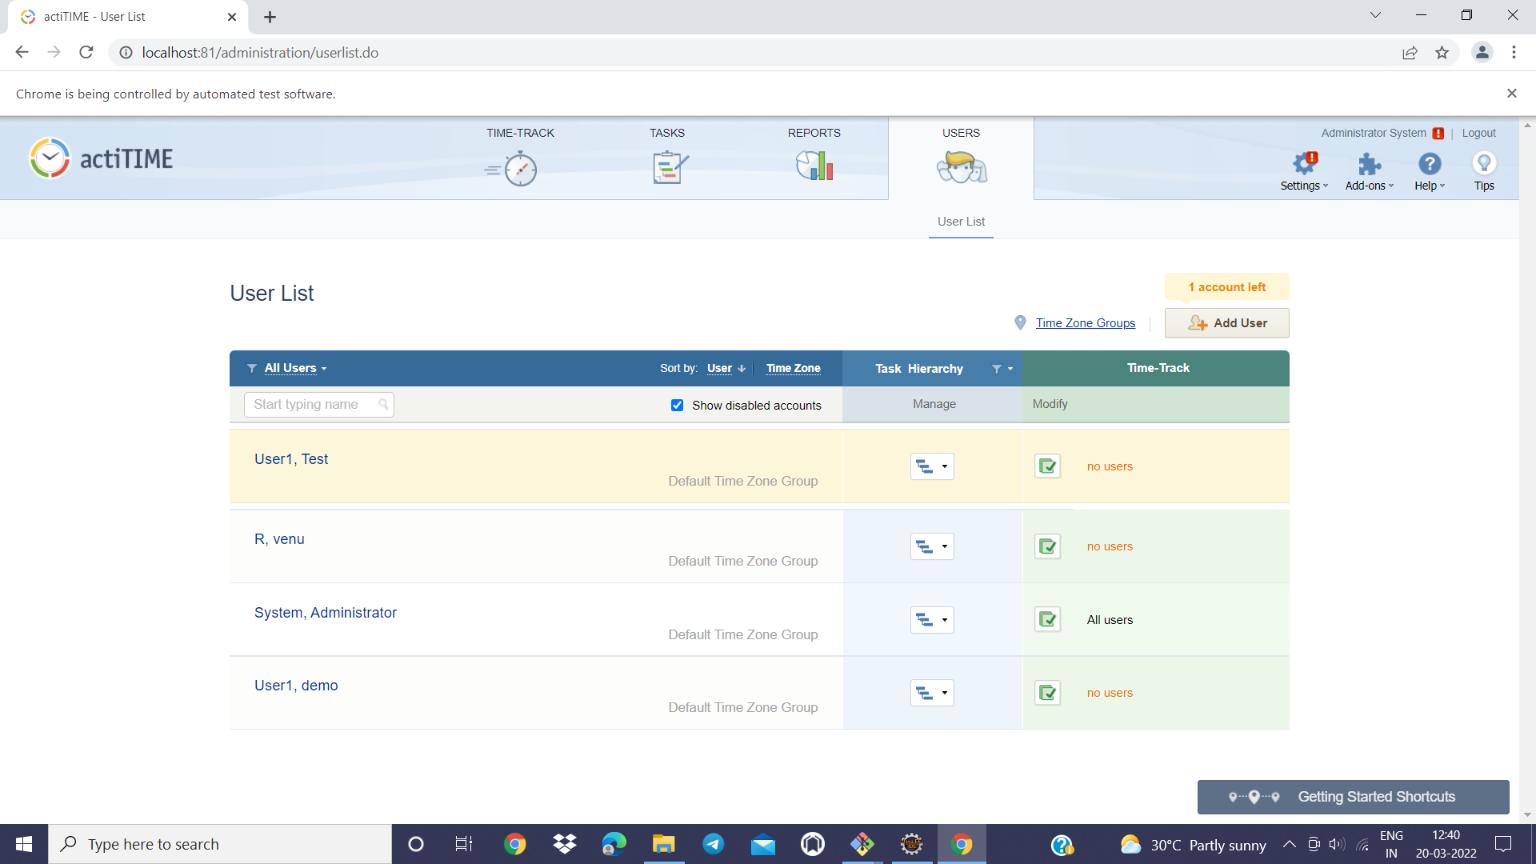 actiTIME - User List
localhost:81/administration/userlist.do
Chrome is being controlled by automated test software.
actiTIME
TIME-TRACK
TASKS
REPORTS
USERS
Administrator System ! | Logout
Settings
Add-ons
Help
Tips
User List
User List
1 account left
Time Zone Groups
Add User
All Users
Sort by: User Time Zone
Task Hierarchy
Time-Track
Start typing name
Show disabled accounts
Manage
Modify
User1, Test
Default Time Zone Group
no users
R, venu
Default Time Zone Group
no users
System, Administrator
Default Time Zone Group
All users
User1, demo
Default Time Zone Group
no users
Getting Started Shortcuts
Type here to search
30°C Partly sunny
ENG
IN
12:40
20-03-2022